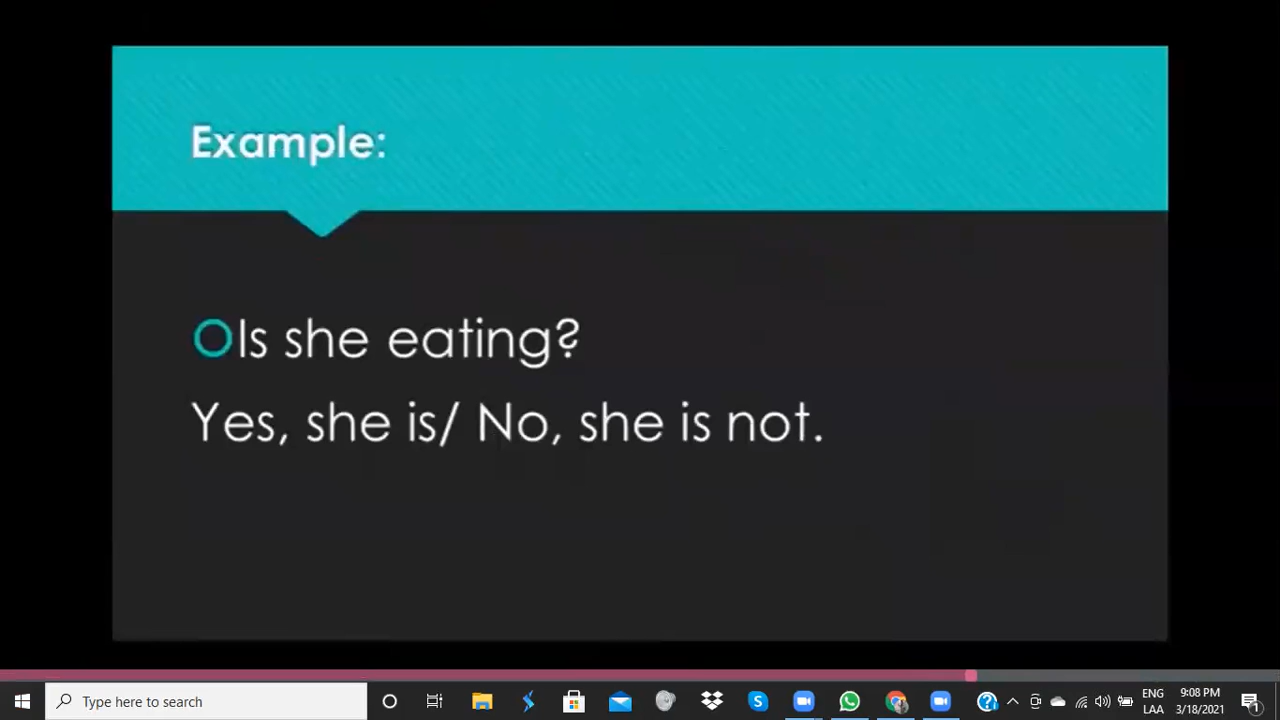 Example:
Is she eating?
Yes, she is/ No, she is not.
Type here to search
ENG
LAA
9:08 PM
3/18/2021
1